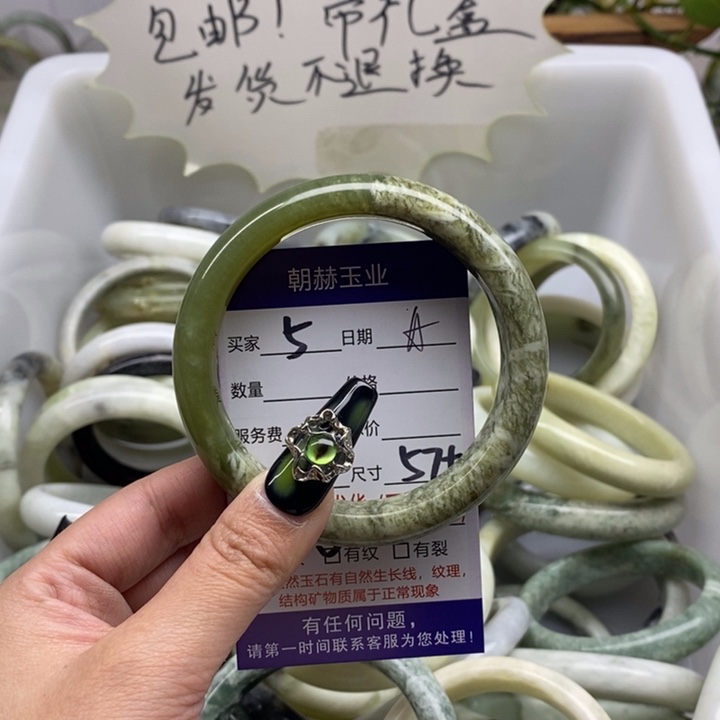 包邮！带礼盒
发货不退换
朝赫玉业
买家 5 日期 A
数量
服务费
价
尺寸 57
有纹 □有裂
然玉石有自然生长线，纹理，
结构矿物质属于正常现象
有任何问题，
请第一时间联系客服为您处理！